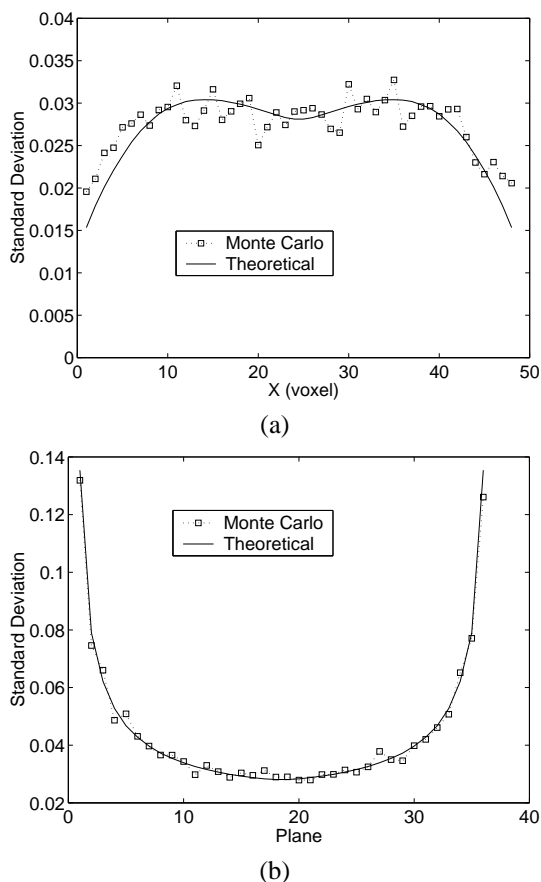 0.04
0.035
0.03
0.025
0.02
0.015
0.01
0.005
0
Standard Deviation
Monte Carlo
Theoretical
0 10 20 30 40 50
X (voxel)
(a)
0.14
0.12
0.1
0.08
0.06
0.04
0.02
Standard Deviation
Monte Carlo
Theoretical
0 10 20 30 40
Plane
(b)